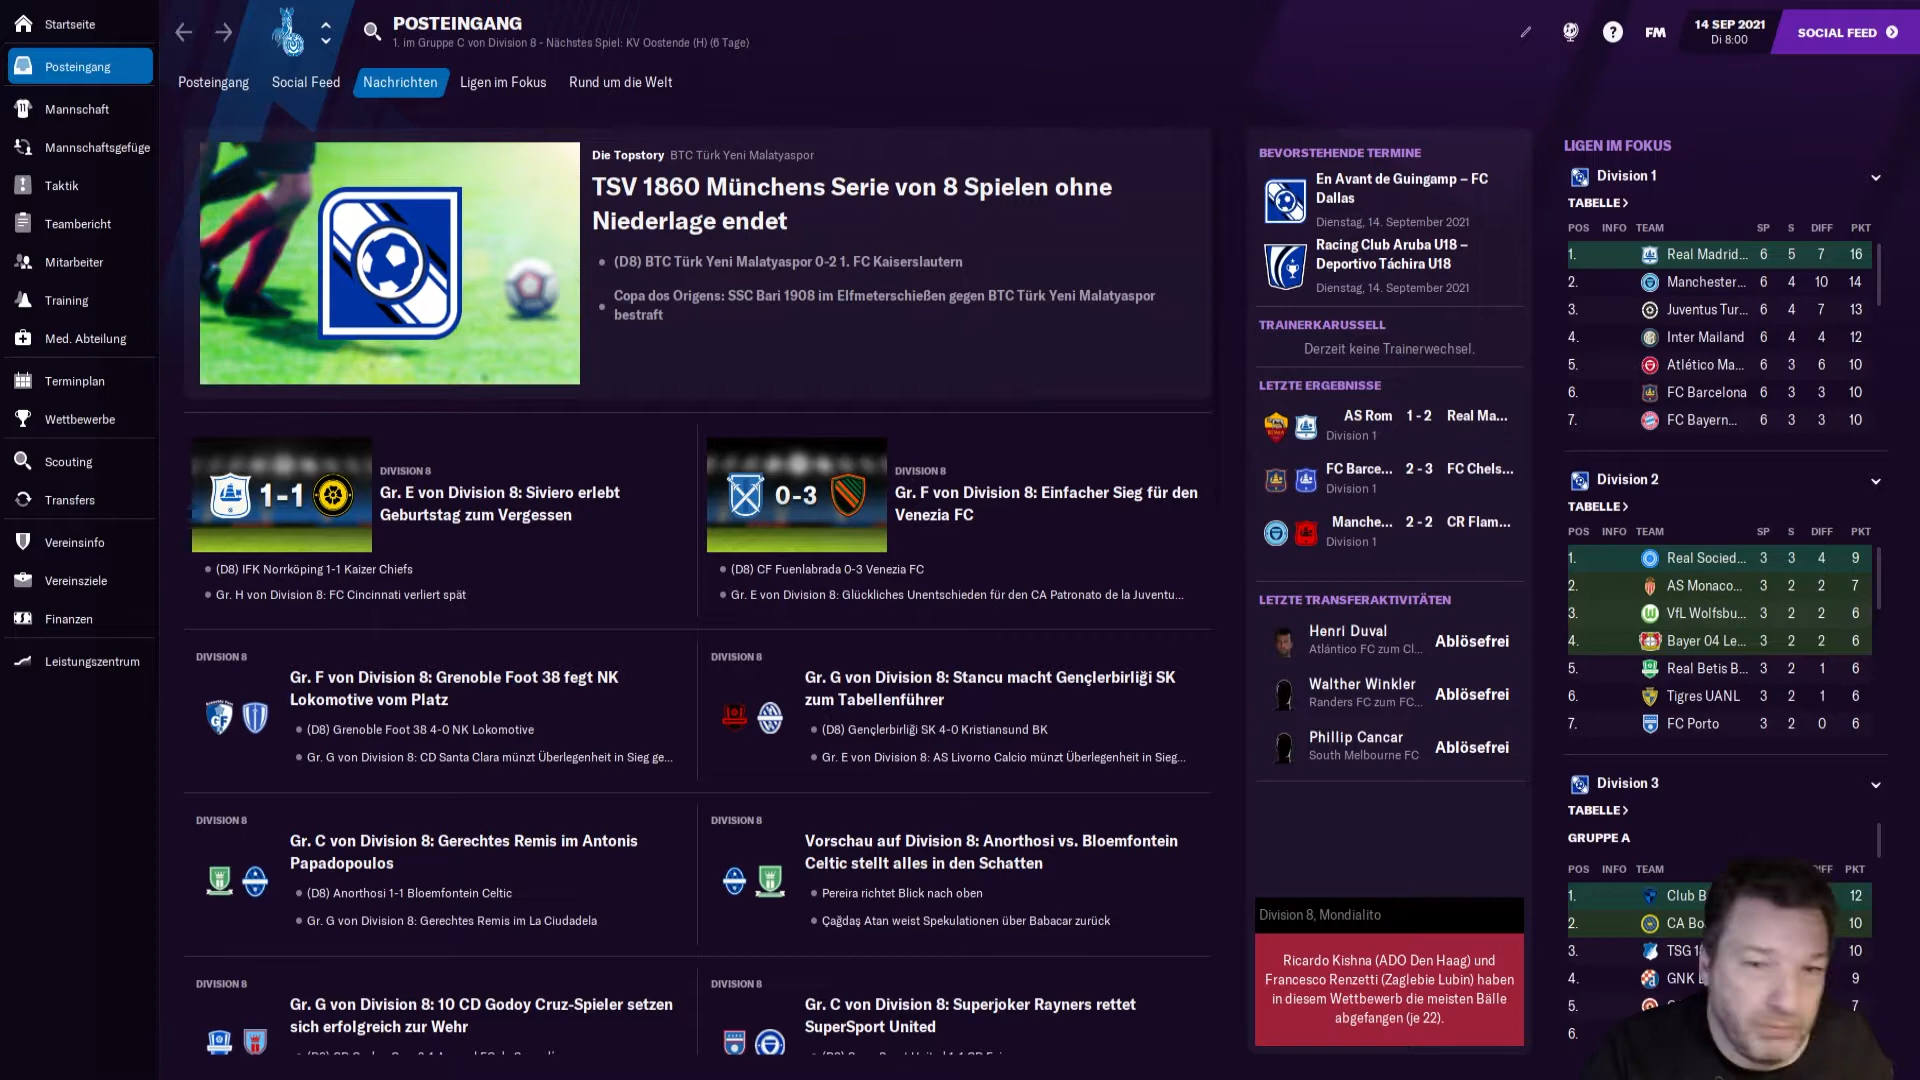 Startseite
Posteingang
Mannschaft
Mannschaftsgefüge
Taktik
Teambericht
Mitarbeiter
Training
Med. Abteilung
Terminplan
Wettbewerbe
Scouting
Transfers
Vereinsinfo
Vereinsziele
Finanzen
Leistungszentrum
POSTEINGANG
1. im Gruppe C von Division 8 - Nächstes Spiel: KV Oostende (H) (6 Tage)
FM
14 SEP 2021
Di 8:00
SOCIAL FEED
Posteingang Social Feed Nachrichten Ligen im Fokus Rund um die Welt
Die Topstory BTC Türk Yeni Malatyaspor
TSV 1860 Münchens Serie von 8 Spielen ohne
Niederlage endet
(D8) BTC Türk Yeni Malatyaspor 0-2 1. FC Kaiserslautern
Copa dos Origens: SSC Bari 1908 im Elfmeterschießen gegen BTC Türk Yeni Malatyaspor
bestraft
1-1
DIVISION 8
Gr. E von Division 8: Siviero erlebt
Geburtstag zum Vergessen
(D8) IFK Norrköping 1-1 Kaizer Chiefs
Gr. H von Division 8: FC Cincinnati verliert spät
0-3
DIVISION 8
Gr. F von Division 8: Einfacher Sieg für den
Venezia FC
(D8) CF Fuenlabrada 0-3 Venezia FC
Gr. E von Division 8: Glückliches Unentschieden für den CA Patronato de la Juventu...
DIVISION 8
Gr. F von Division 8: Grenoble Foot 38 fegt NK
Lokomotive vom Platz
(D8) Grenoble Foot 38 4-0 NK Lokomotive
Gr. G von Division 8: CD Santa Clara münzt Überlegenheit in Sieg ge...
DIVISION 8
Gr. G von Division 8: Stancu macht Gençlerbirliği SK
zum Tabellenführer
(D8) Gençlerbirliği SK 4-0 Kristiansund BK
Gr. E von Division 8: AS Livorno Calcio münzt Überlegenheit in Sieg...
DIVISION 8
Gr. C von Division 8: Gerechtes Remis im Antonis
Papadopoulos
(D8) Anorthosi 1-1 Bloemfontein Celtic
Gr. G von Division 8: Gerechtes Remis im La Ciudadela
DIVISION 8
Vorschau auf Division 8: Anorthosi vs. Bloemfontein
Celtic stellt alles in den Schatten
Pereira richtet Blick nach oben
Çağdaş Atan weist Spekulationen über Babacar zurück
DIVISION 8
Gr. G von Division 8: 10 CD Godoy Cruz-Spieler setzen
sich erfolgreich zur Wehr
DIVISION 8
Gr. C von Division 8: Superjoker Rayners rettet
SuperSport United
BEVORSTEHENDE TERMINE
En Avant de Guingamp – FC
Dallas
Dienstag, 14. September 2021
Racing Club Aruba U18 –
Deportivo Táchira U18
Dienstag, 14. September 2021
TRAINERKARUSSELL
Derzeit keine Trainerwechsel.
LETZTE ERGEBNISSE
AS Rom 1 - 2 Real Ma...
Division 1
FC Barce... 2 - 3 FC Chels...
Division 1
Manche... 2 - 2 CR Flam...
Division 1
LETZTE TRANSFERAKTIVITÄTEN
Henri Duval
Atlántico FC zum Cl...
Ablösefrei
Walther Winkler
Randers FC zum FC...
Ablösefrei
Phillip Cancar
South Melbourne FC
Ablösefrei
Division 8, Mondialito
Ricardo Kishna (ADO Den Haag) und
Francesco Renzetti (Zaglebie Lubin) haben
in diesem Wettbewerb die meisten Bälle
abgefangen (je 22).
LIGEN IM FOKUS
Division 1
TABELLE
POS INFO TEAM SP S DIFF PKT
1. Real Madrid... 6 5 7 16
2. Manchester... 6 4 10 14
3. Juventus Tur... 6 4 7 13
4. Inter Mailand 6 4 4 12
5. Atlético Ma... 6 3 6 10
6. FC Barcelona 6 3 3 10
7. FC Bayern... 6 3 3 10
Division 2
TABELLE
POS INFO TEAM SP S DIFF PKT
1. Real Socied... 3 3 4 9
2. AS Monaco... 3 2 2 7
3. VfL Wolfsbu... 3 2 2 6
4. Bayer 04 Le... 3 2 2 6
5. Real Betis B... 3 2 1 6
6. Tigres UANL 3 2 1 6
7. FC Porto 3 2 0 6
Division 3
TABELLE
GRUPPE A
POS INFO TEAM PKT
1. Club B 12
2. CA Bo 10
3. TSG 10
4. GNK 9
5. 7
6.